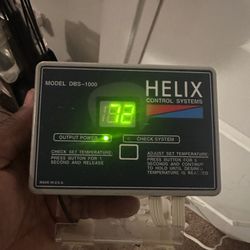 MODEL DBS-1000
HELIX
CONTROL SYSTEMS
72
OUTPUT POWER
CHECK SYSTEM
CHECK SET TEMPERATURE:
PRESS BUTTON FOR 1
SECOND AND RELEASE
ADJUST SET TEMPERATURE:
PRESS BUTTON FOR 5
SECONDS AND CONTINUE
TO HOLD UNTIL DESIRED
TEMPERATURE IS REACHED
MADE IN U.S.A.